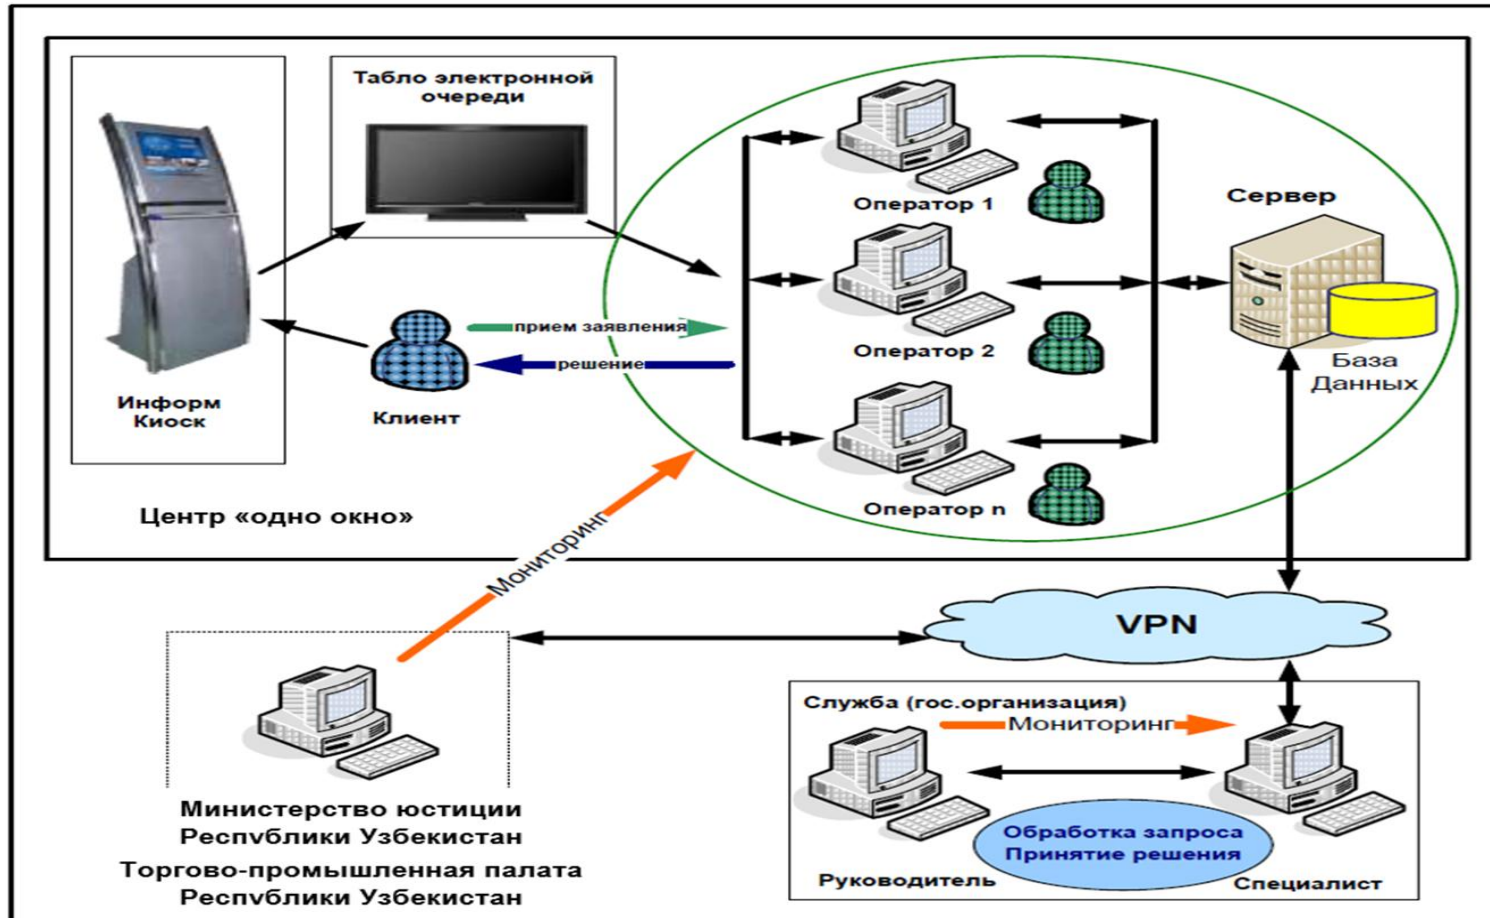 Табло электронной
очереди
Оператор 1
Сервер
прием заявления
Оператор 2
решение
База
Данных
Информ
Киоск
Клиент
Оператор n
Центр «одно окно»
Мониторинг
VPN
Служба (гос.организация)
Мониторинг
Министерство юстиции
Респvблики Узбекистан
Обработка запроса
Принятие решения
Торгово-промышленная палата
Респvблики Узбекистан
Руководитель
Специалист